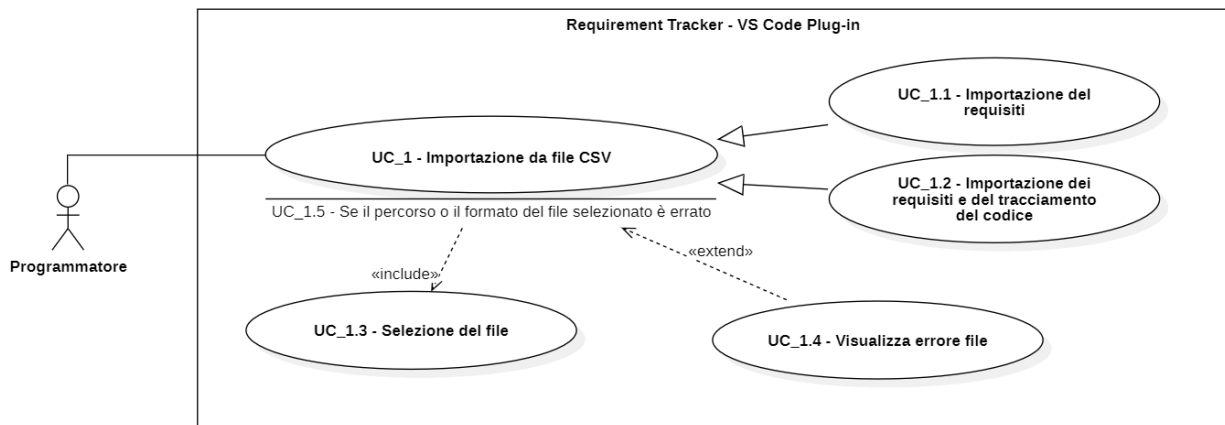 Requirement Tracker - VS Code Plug-in
UC_1.1 - Importazione del
requisiti
UC_1 - Importazione da file CSV
UC_1.2 - Importazione dei
requisiti e del tracciamento
del codice
UC_1.5 - Se il percorso o il formato del file selezionato è errato
Programmatore
«extend»
«include»
UC_1.3 - Selezione del file
UC_1.4 - Visualizza errore file